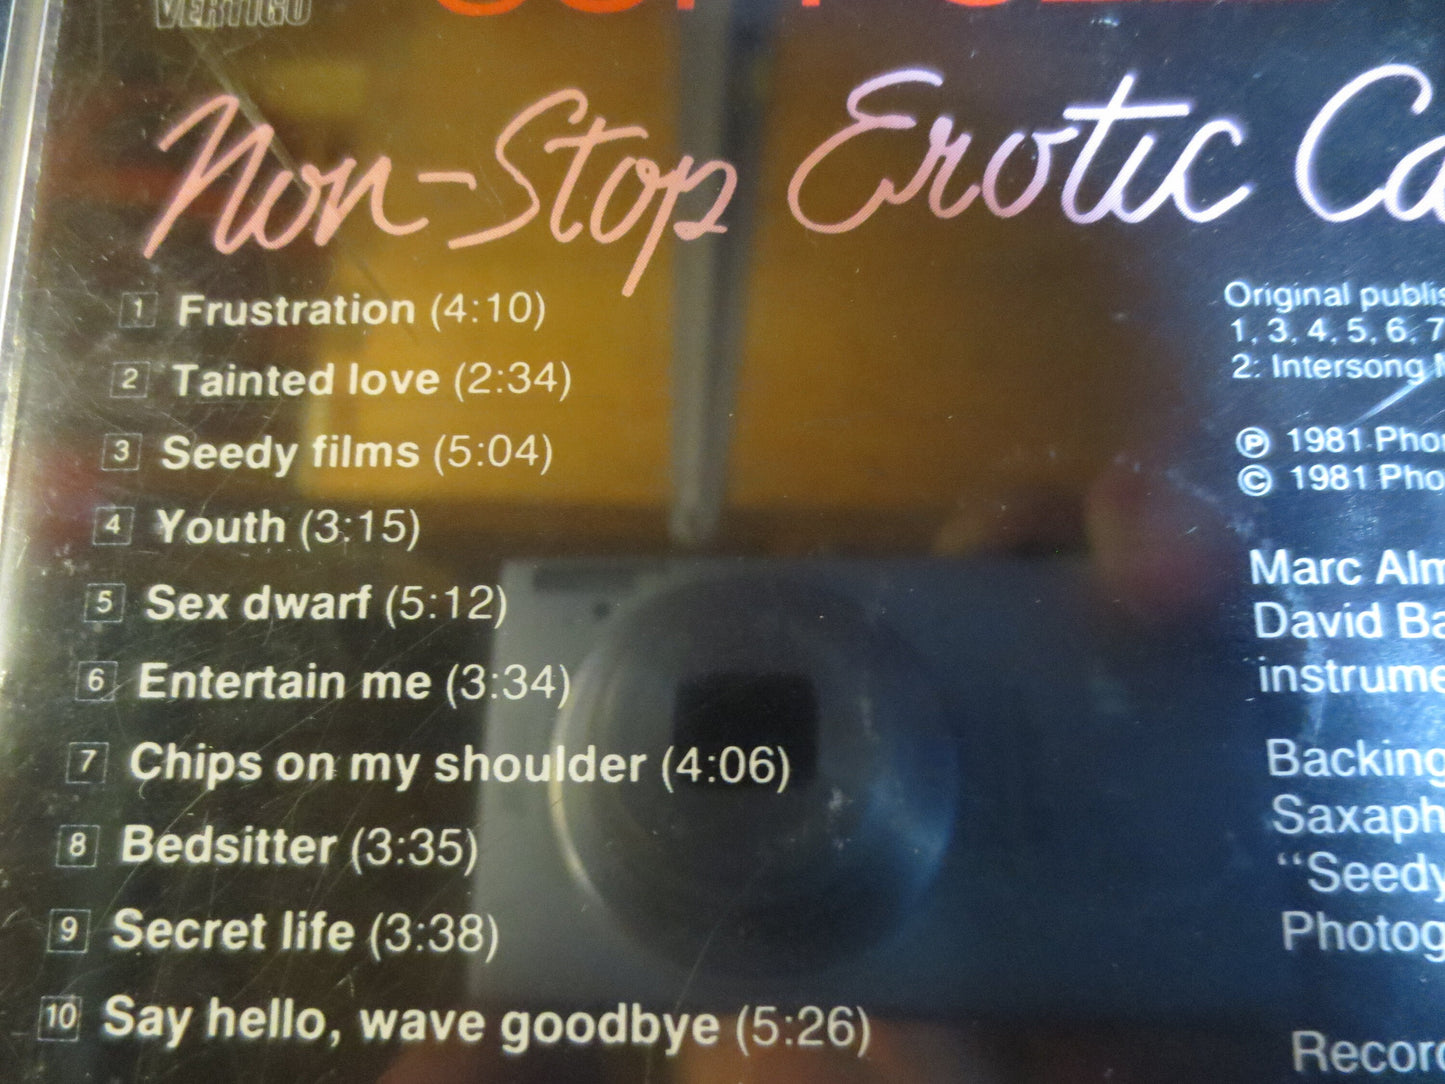 VERTIGO
Non-Stop Erotic Ca
1 Frustration (4:10)
2 Tainted love (2:34)
3 Seedy films (5:04)
4 Youth (3:15)
5 Sex dwarf (5:12)
6 Entertain me (3:34)
7 Chips on my shoulder (4:06)
8 Bedsitter (3:35)
9 Secret life (3:38)
10 Say hello, wave goodbye (5:26)
Original publis
1, 3, 4, 5, 6, 7
2: Intersong M
Ⓟ 1981 Phon
© 1981 Pho
Marc Alm
David Ba
instrume
Backing
Saxaph
"Seedy
Photog
Record